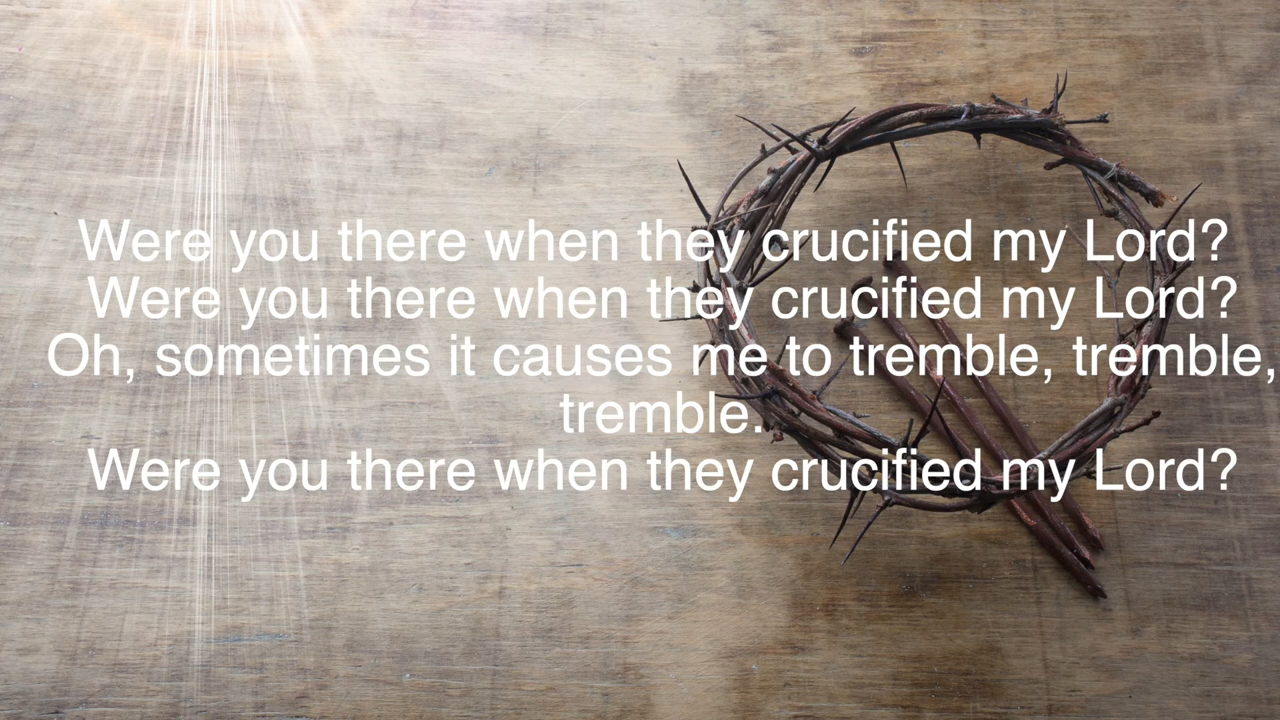 Were you there when they crucified my Lord?
Were you there when they crucified my Lord?
Oh, sometimes it causes me to tremble, tremble,
tremble.
Were you there when they crucified my Lord?